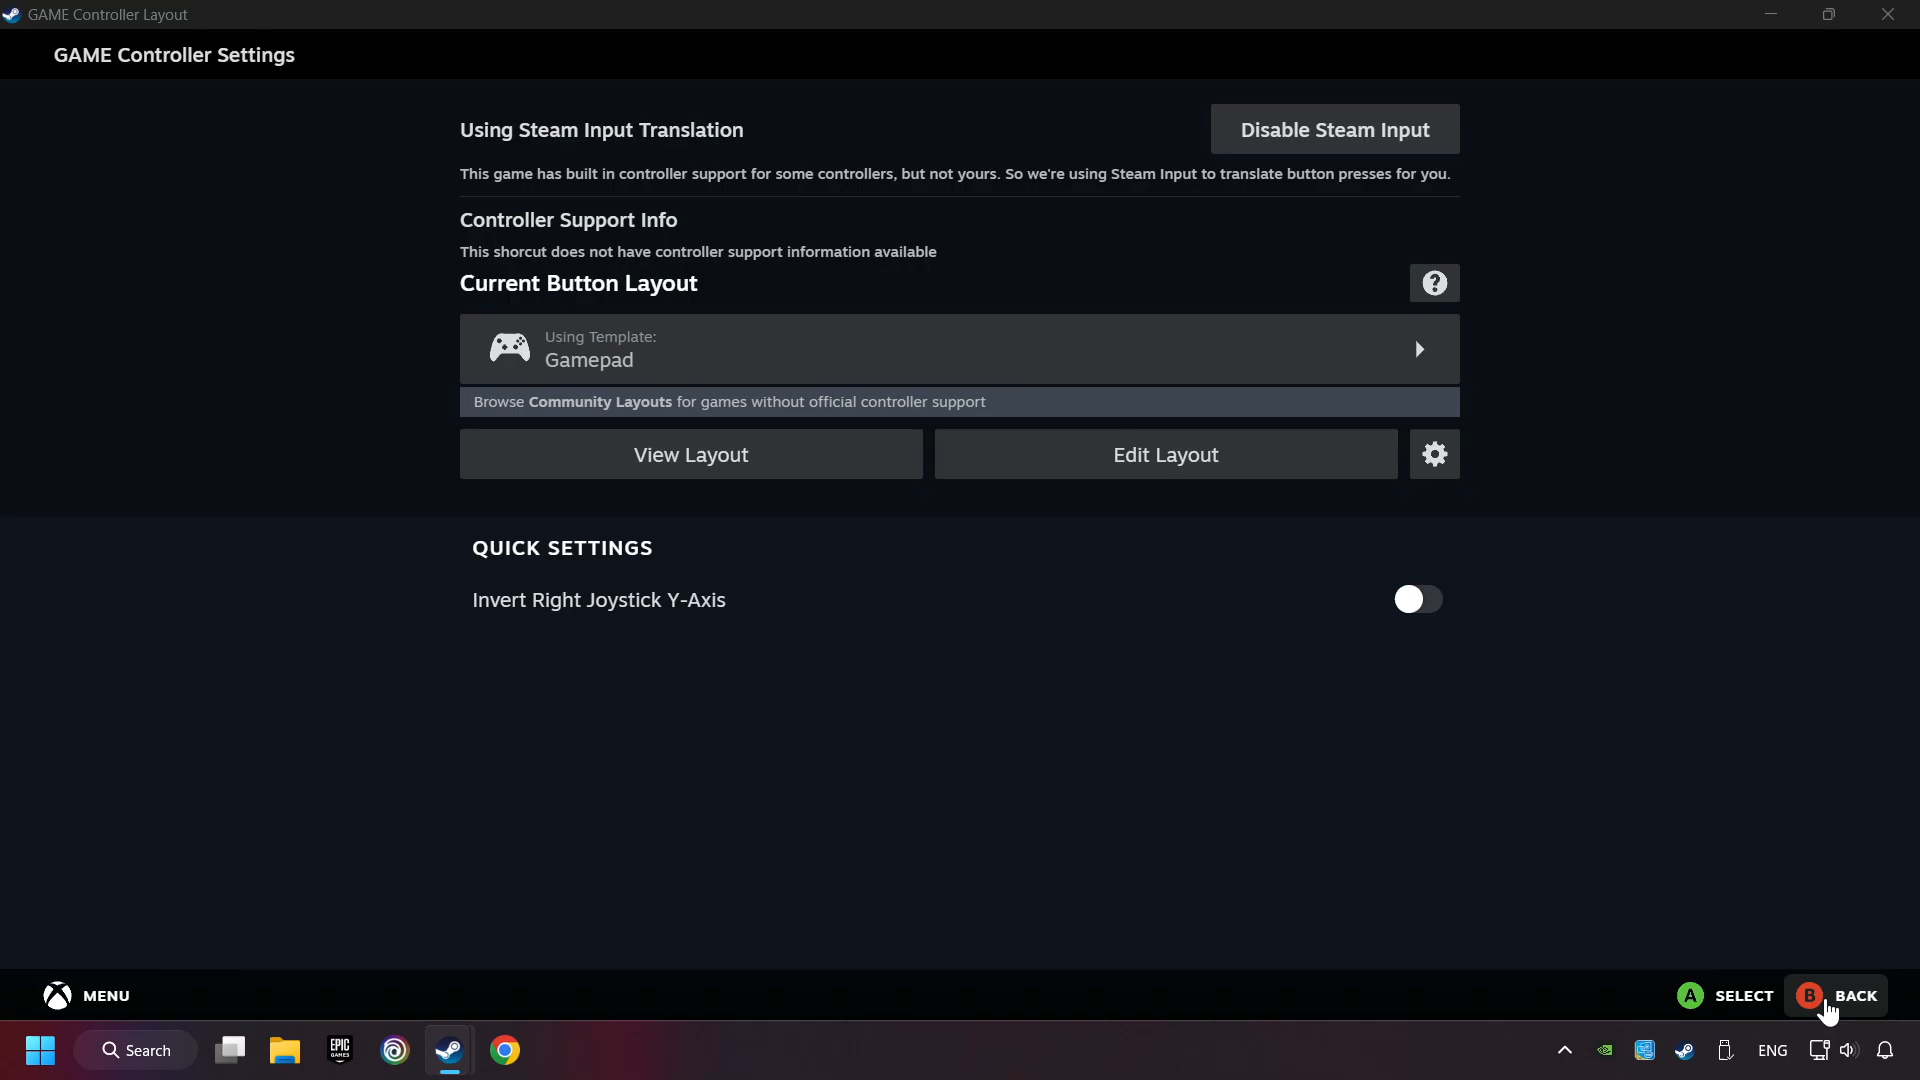 GAME Controller Layout
GAME Controller Settings
Using Steam Input Translation
Disable Steam Input
This game has built in controller support for some controllers, but not yours. So we're using Steam Input to translate button presses for you.
Controller Support Info
This shorcut does not have controller support information available
Current Button Layout
?
Using Template:
Gamepad
Browse Community Layouts for games without official controller support
View Layout
Edit Layout
QUICK SETTINGS
Invert Right Joystick Y-Axis
MENU
A SELECT
B BACK
Search
EPIC
GAMES
ENG